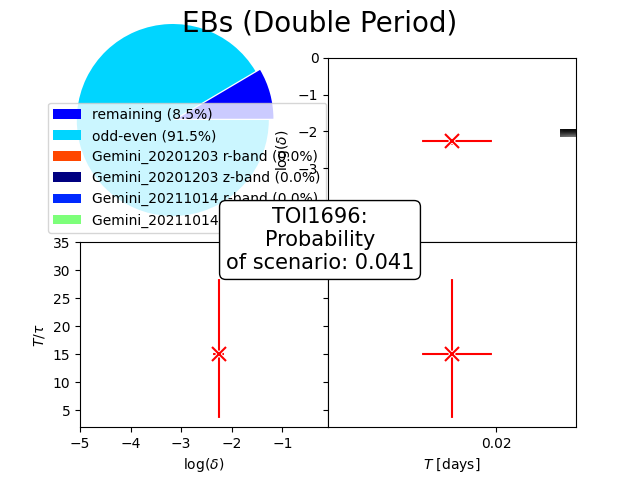 EBs (Double Period)
remaining (8.5%)
odd-even (91.5%)
Gemini_20201203 r-band (0.0%)
Gemini_20201203 z-band (0.0%)
Gemini_20211014 r-band (0.0%)
Gemini_20211014
log(δ)
0
−1
−2
−3
TOI1696:
Probability
of scenario: 0.041
T/τ
35
30
25
20
15
10
5
−5 −4 −3 −2 −1
log(δ)
0.02
T [days]